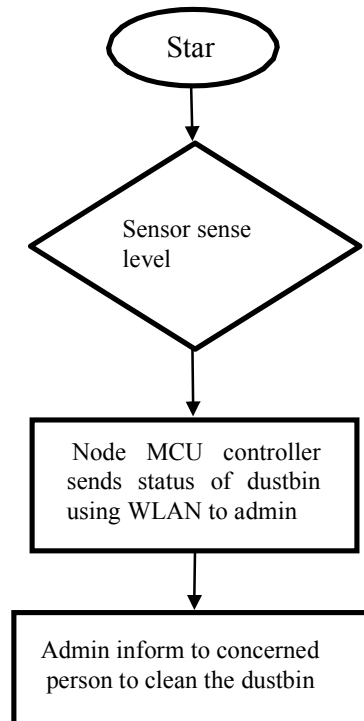 Star
Sensor sense
level
Node MCU controller
sends status of dustbin
using WLAN to admin
Admin inform to concerned
person to clean the dustbin